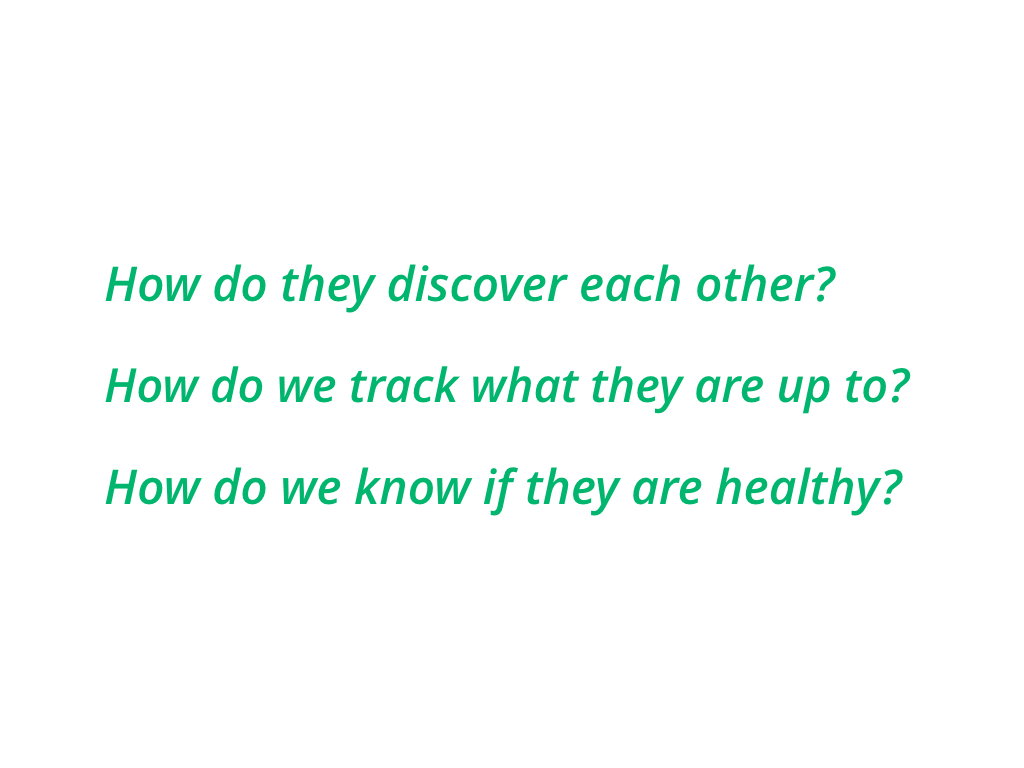 How do they discover each other?
How do we track what they are up to?
How do we know if they are healthy?